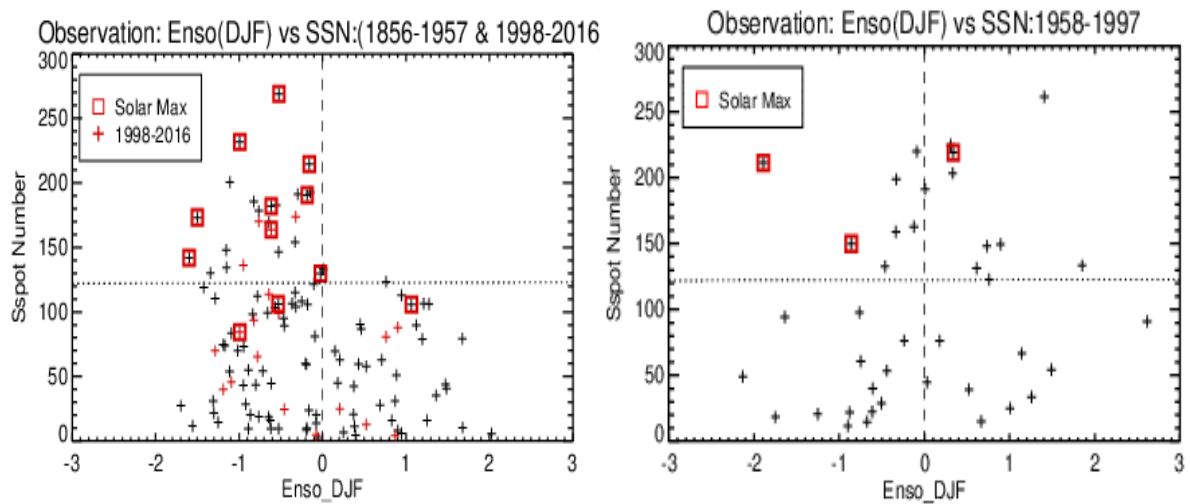 Observation: Enso(DJF) vs SSN:(1856-1957 & 1998-2016
300
250
200
150
100
50
0
Sspot Number
Solar Max
1998-2016
-3 -2 -1 0 1 2 3
Enso_DJF
Observation: Enso(DJF) vs SSN:1958-1997
300
250
200
150
100
50
0
Sspot Number
Solar Max
-3 -2 -1 0 1 2 3
Enso_DJF